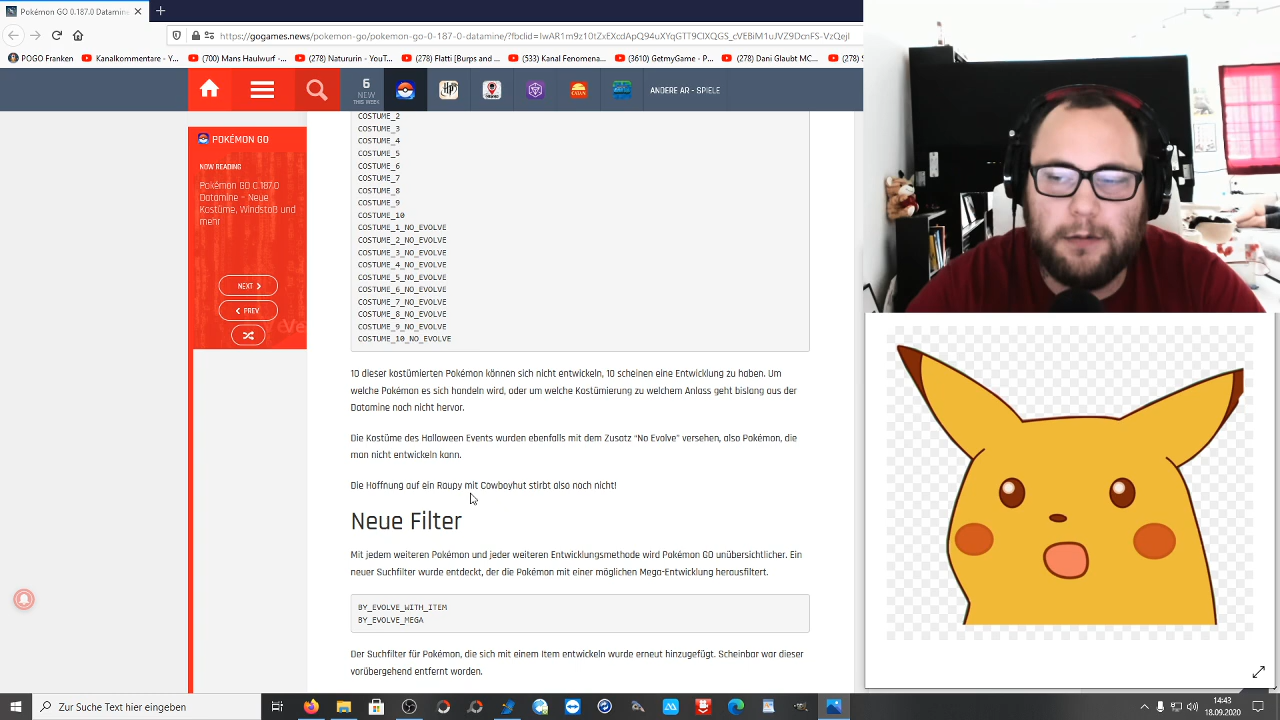 Pokémon GO 0.187.0 Datamine
https://gogames.news/pokemon-go/pokemon-go-0-187-0-datamine/?fbclid=
POGO Franken
Kanalkommentare - Y...
(700) Mans Haulwurf -...
(278) Natururin - YouT...
(278) Flatti [Burps and ...
(533) Kanal Fenomena...
(3610) GetmyGame - P...
(278) Dani Glaubt MC...
6
NEW
THIS WEEK
HP
CATAN
ANDERE AR - SPIELE
POKÉMON GO
NOW READING
Pokémon GO 0.187.0
Datamine – Neue
Kostüme, Windstoß und
mehr
NEXT
PREV
COSTUME_2
COSTUME_3
COSTUME_4
COSTUME_5
COSTUME_6
COSTUME_7
COSTUME_8
COSTUME_9
COSTUME_10
COSTUME_1_NO_EVOLVE
COSTUME_2_NO_EVOLVE
COSTUME_3_NO_EVOLVE
COSTUME_4_NO_EVOLVE
COSTUME_5_NO_EVOLVE
COSTUME_6_NO_EVOLVE
COSTUME_7_NO_EVOLVE
COSTUME_8_NO_EVOLVE
COSTUME_9_NO_EVOLVE
COSTUME_10_NO_EVOLVE
10 dieser kostümierten Pokémon können sich nicht entwickeln, 10 scheinen eine Entwicklung zu haben. Um
welche Pokémon es sich handeln wird, oder um welche Kostümierung zu welchem Anlass geht bislang aus der
Datamine noch nicht hervor.
Die Kostüme des Halloween Events wurden ebenfalls mit dem Zusatz "No Evolve" versehen, also Pokémon, die
man nicht entwickeln kann.
Die Hoffnung auf ein Raupy mit Cowboyhut stirbt also noch nicht!
Neue Filter
Mit jedem weiteren Pokémon und jeder weiteren Entwicklungsmethode wird Pokémon GO unübersichtlicher. Ein
neuer Suchfilter wurde entdeckt, der die Pokémon mit einer möglichen Mega-Entwicklung herausfiltert.
BY_EVOLVE_WITH_ITEM
BY_EVOLVE_MEGA
Der Suchfilter für Pokémon, die sich mit einem Item entwickeln wurde erneut hinzugefügt. Scheinbar war dieser
vorübergehend entfernt worden.
Zur Suche Text hier eingeben
14:43
18.09.2020